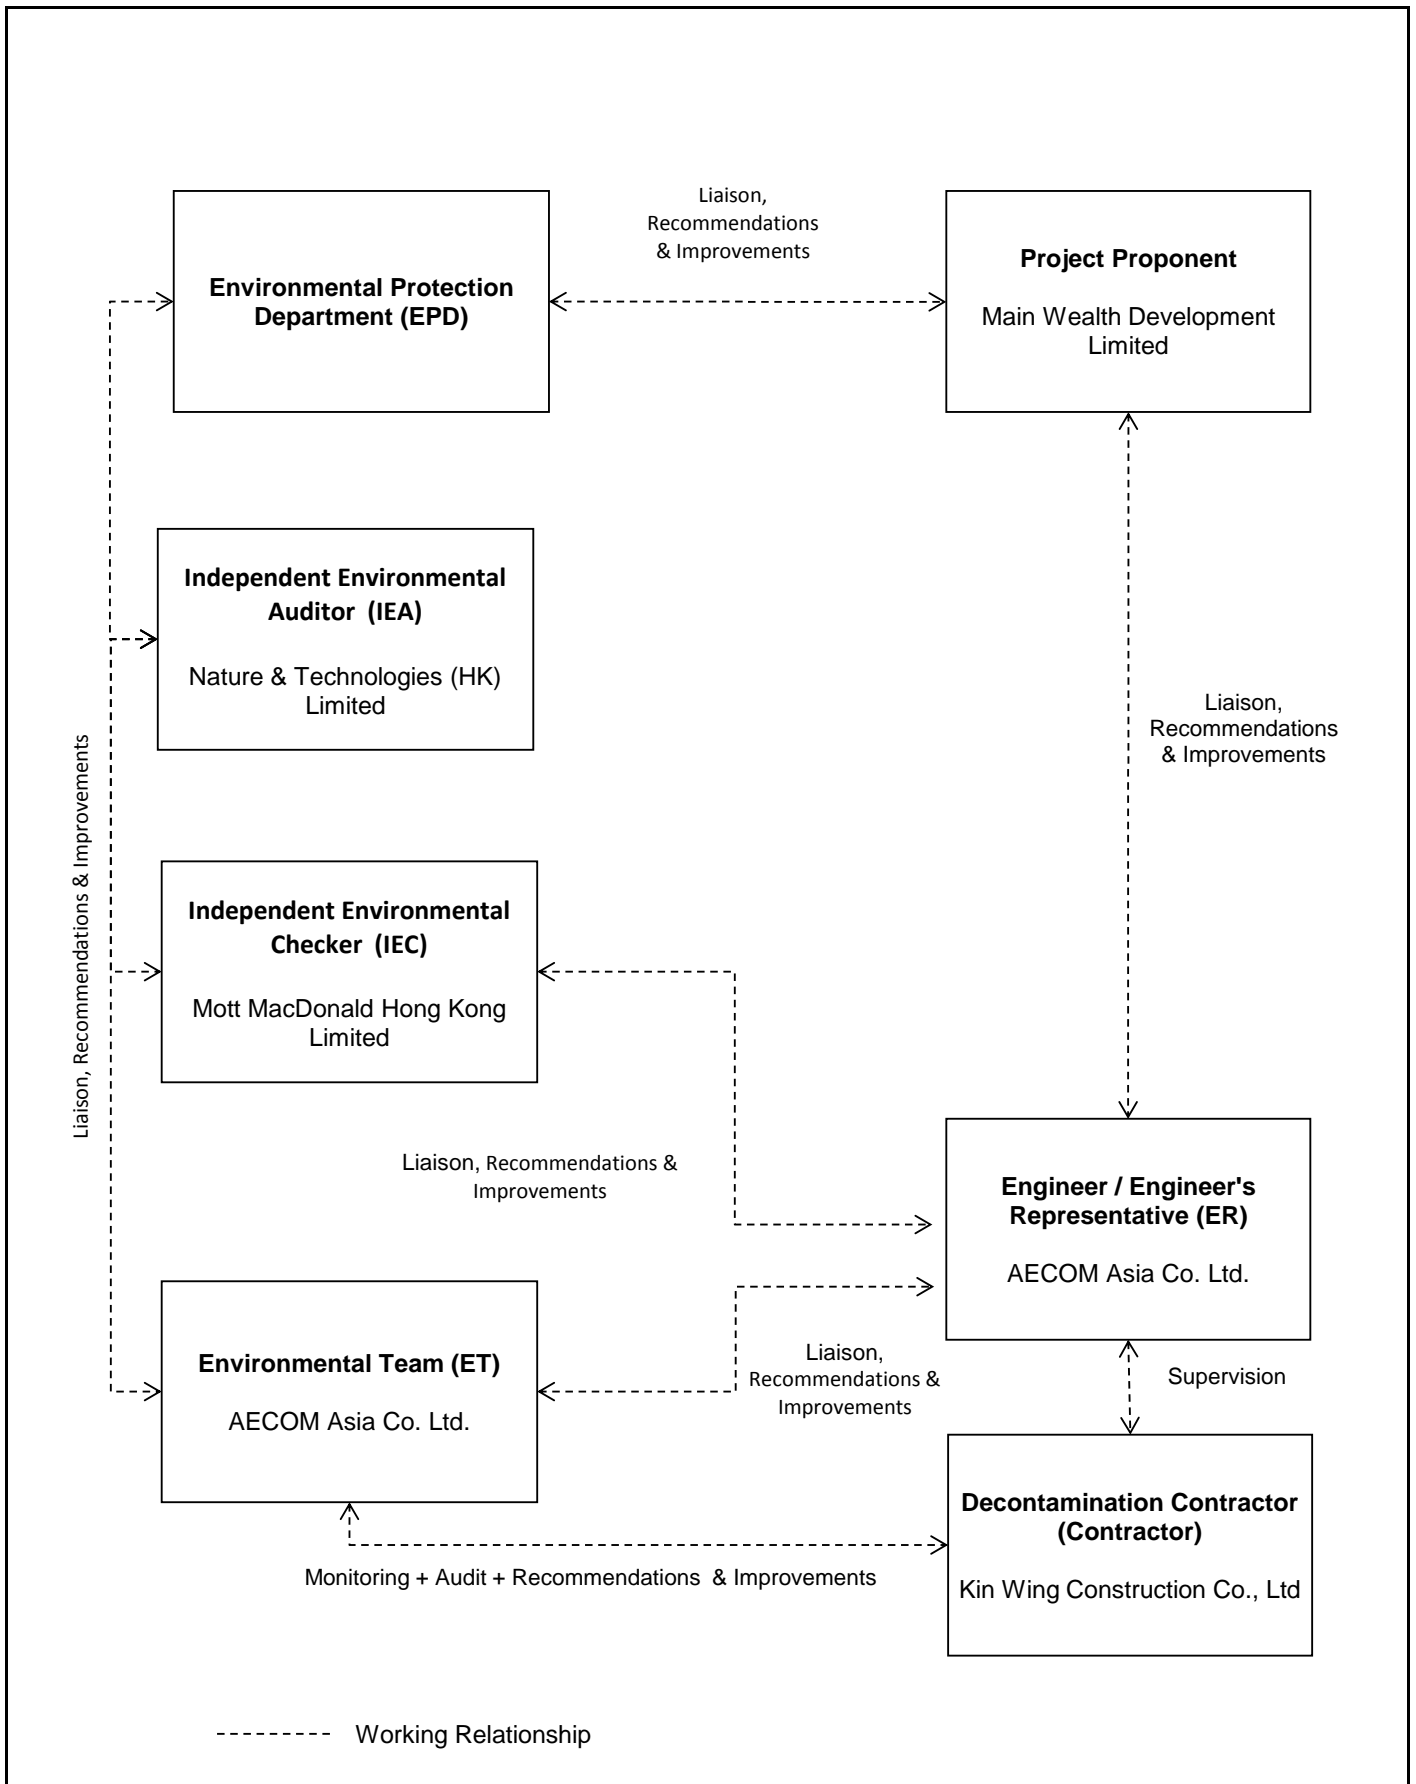 Liaison,
Recommendations
& Improvements
Environmental Protection
Department (EPD)
Project Proponent
Main Wealth Development
Limited
Independent Environmental
Auditor (IEA)
Nature & Technologies (HK)
Limited
Liaison,
Recommendations
& Improvements
Liaison, Recommendations & Improvements
Independent Environmental
Checker (IEC)
Mott MacDonald Hong Kong
Limited
Liaison, Recommendations &
Improvements
Engineer / Engineer's
Representative (ER)
AECOM Asia Co. Ltd.
Environmental Team (ET)
AECOM Asia Co. Ltd.
Liaison,
Recommendations &
Improvements
Supervision
Decontamination Contractor
(Contractor)
Kin Wing Construction Co., Ltd
Monitoring + Audit + Recommendations & Improvements
Working Relationship